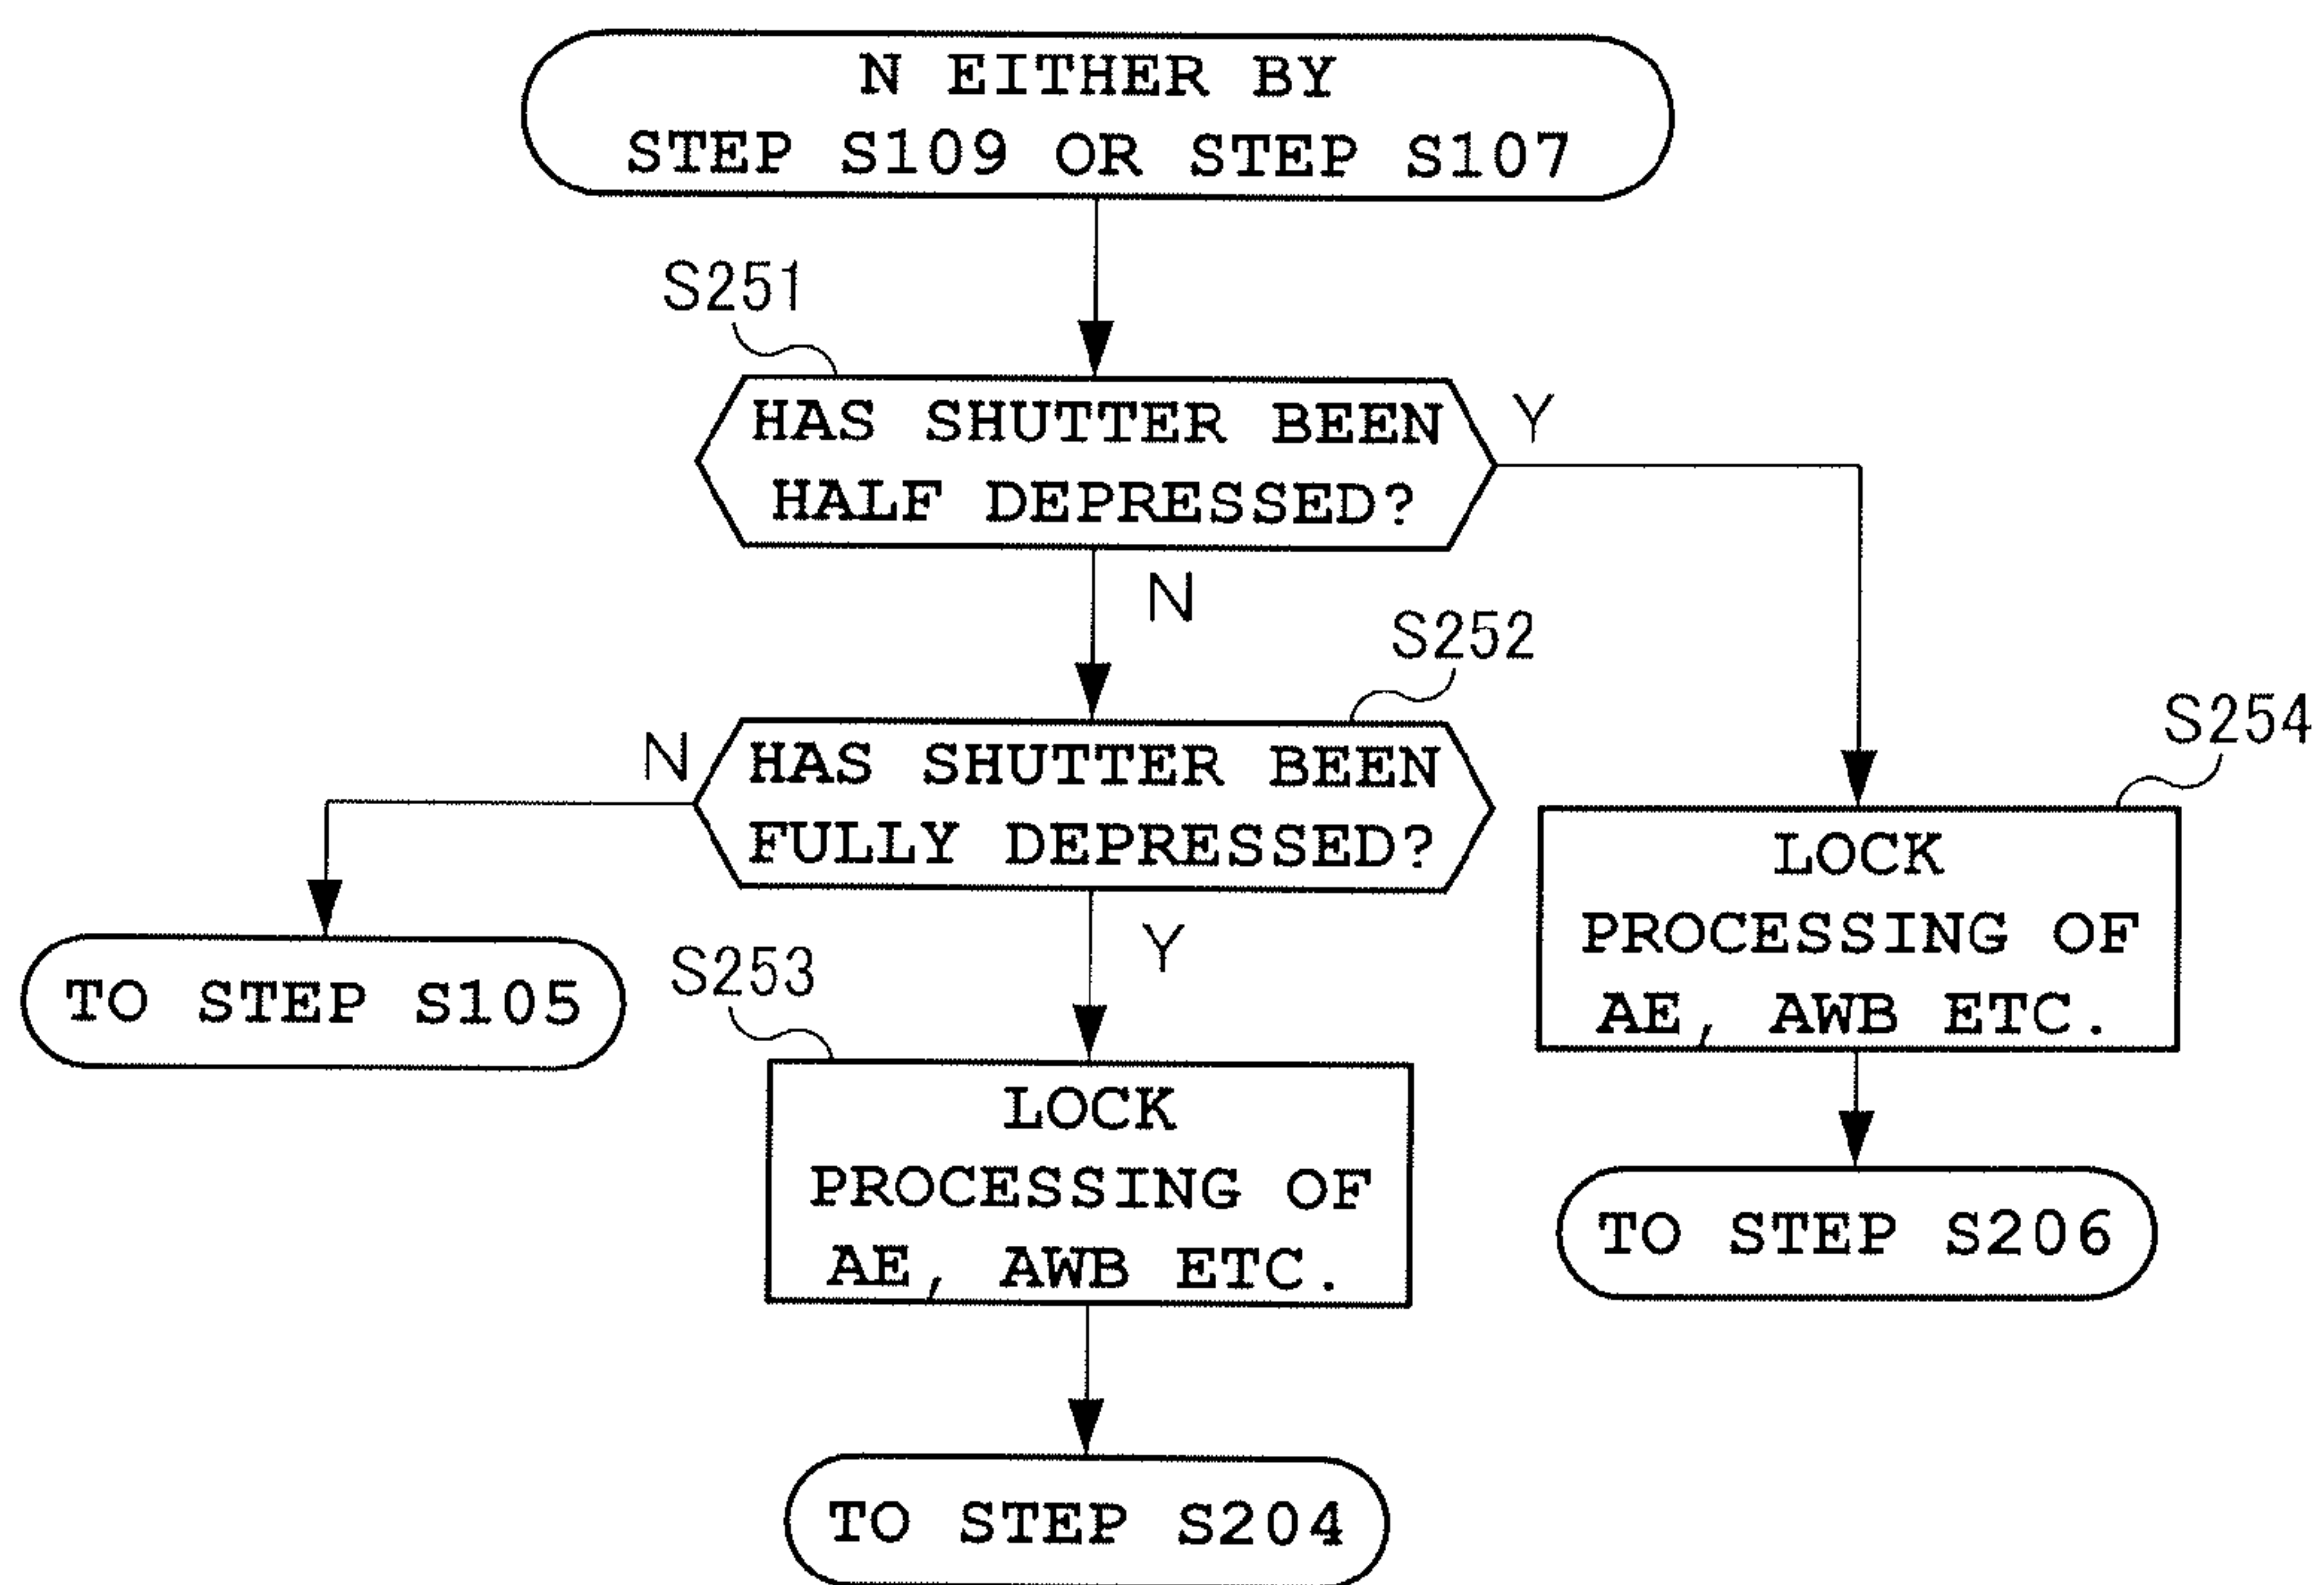 N EITHER BY
STEP S109 OR STEP S107
S251
HAS SHUTTER BEEN
HALF DEPRESSED?
Y
N
S252
HAS SHUTTER BEEN
FULLY DEPRESSED?
N
Y
S254
LOCK
PROCESSING OF
AE, AWB ETC.
TO STEP S105
S253
LOCK
PROCESSING OF
AE, AWB ETC.
TO STEP S206
TO STEP S204